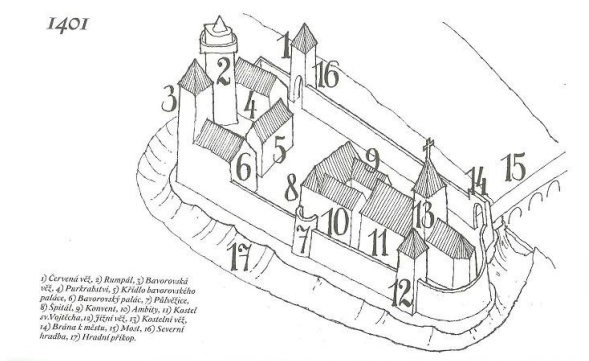 1401
1
2
16
3
4
9
15
5
6
14
8
13
10
7
11
17
12
1) Červená věž, 2) Rumpál, 3) Bavorovská
věž, 4) Purkrabství, 5) Křídlo bavorovského
paláce, 6) Bavorovský palác, 7) Půlvěžice,
8) Špitál, 9) Konvent, 10) Ambity, 11) Kostel
sv.Vojtěcha,12) Jižní věž, 13) Kostelní věž,
14) Brána k městu, 15) Most, 16) Severní
hradba, 17) Hradní příkop.